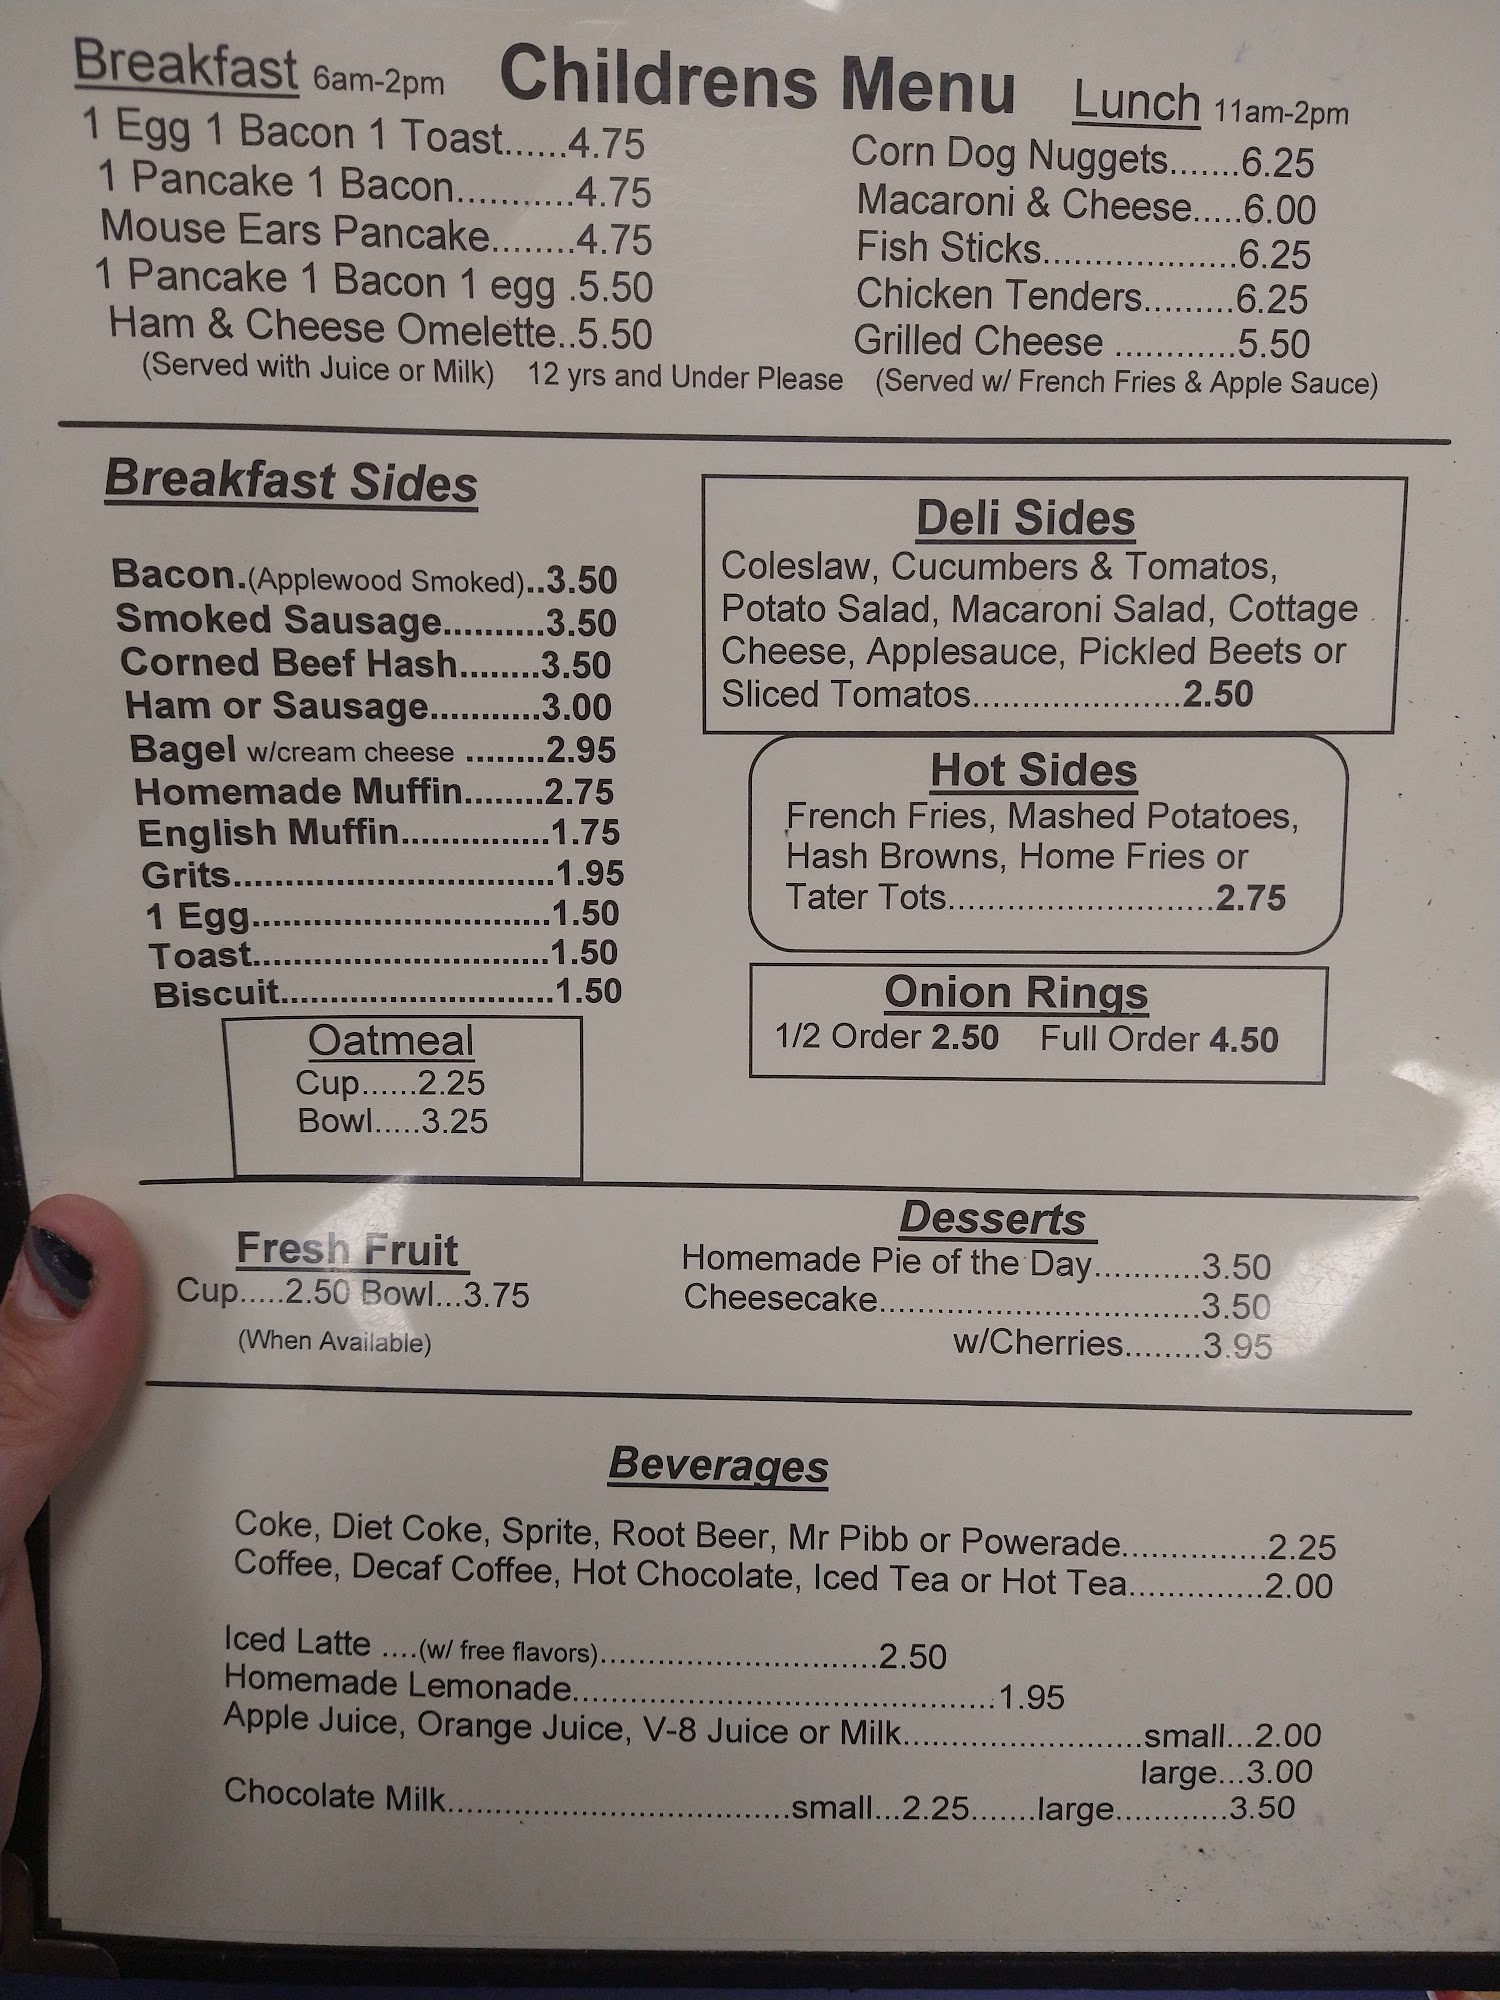 Childrens Menu
Breakfast 6am-2pm
1 Egg 1 Bacon 1 Toast......4.75
1 Pancake 1 Bacon...........4.75
Mouse Ears Pancake........4.75
1 Pancake 1 Bacon 1 egg .5.50
Ham & Cheese Omelette..5.50
(Served with Juice or Milk)
Lunch 11am-2pm
Corn Dog Nuggets.......6.25
Macaroni & Cheese.....6.00
Fish Sticks...................6.25
Chicken Tenders.........6.25
Grilled Cheese ............5.50
12 yrs and Under Please (Served w/ French Fries & Apple Sauce)
Breakfast Sides
Bacon.(Applewood Smoked)..3.50
Smoked Sausage..........3.50
Corned Beef Hash........3.50
Ham or Sausage...........3.00
Bagel w/cream cheese ........2.95
Homemade Muffin........2.75
English Muffin..............1.75
Grits...............................1.95
1 Egg.............................1.50
Toast.............................1.50
Biscuit..........................1.50
Oatmeal
Cup......2.25
Bowl.....3.25
Deli Sides
Coleslaw, Cucumbers & Tomatos,
Potato Salad, Macaroni Salad, Cottage
Cheese, Applesauce, Pickled Beets or
Sliced Tomatos.....................2.50
Hot Sides
French Fries, Mashed Potatoes,
Hash Browns, Home Fries or
Tater Tots..........................2.75
Onion Rings
1/2 Order 2.50 Full Order 4.50
Fresh Fruit
Cup.....2.50 Bowl...3.75
(When Available)
Desserts
Homemade Pie of the Day...........3.50
Cheesecake................................3.50
w/Cherries........3.95
Beverages
Coke, Diet Coke, Sprite, Root Beer, Mr Pibb or Powerade...............2.25
Coffee, Decaf Coffee, Hot Chocolate, Iced Tea or Hot Tea..............2.00
Iced Latte ....(w/ free flavors)............................2.50
Homemade Lemonade..........................................1.95
Apple Juice, Orange Juice, V-8 Juice or Milk........................small...2.00
large...3.00
Chocolate Milk..................................small...2.25.......large...........3.50